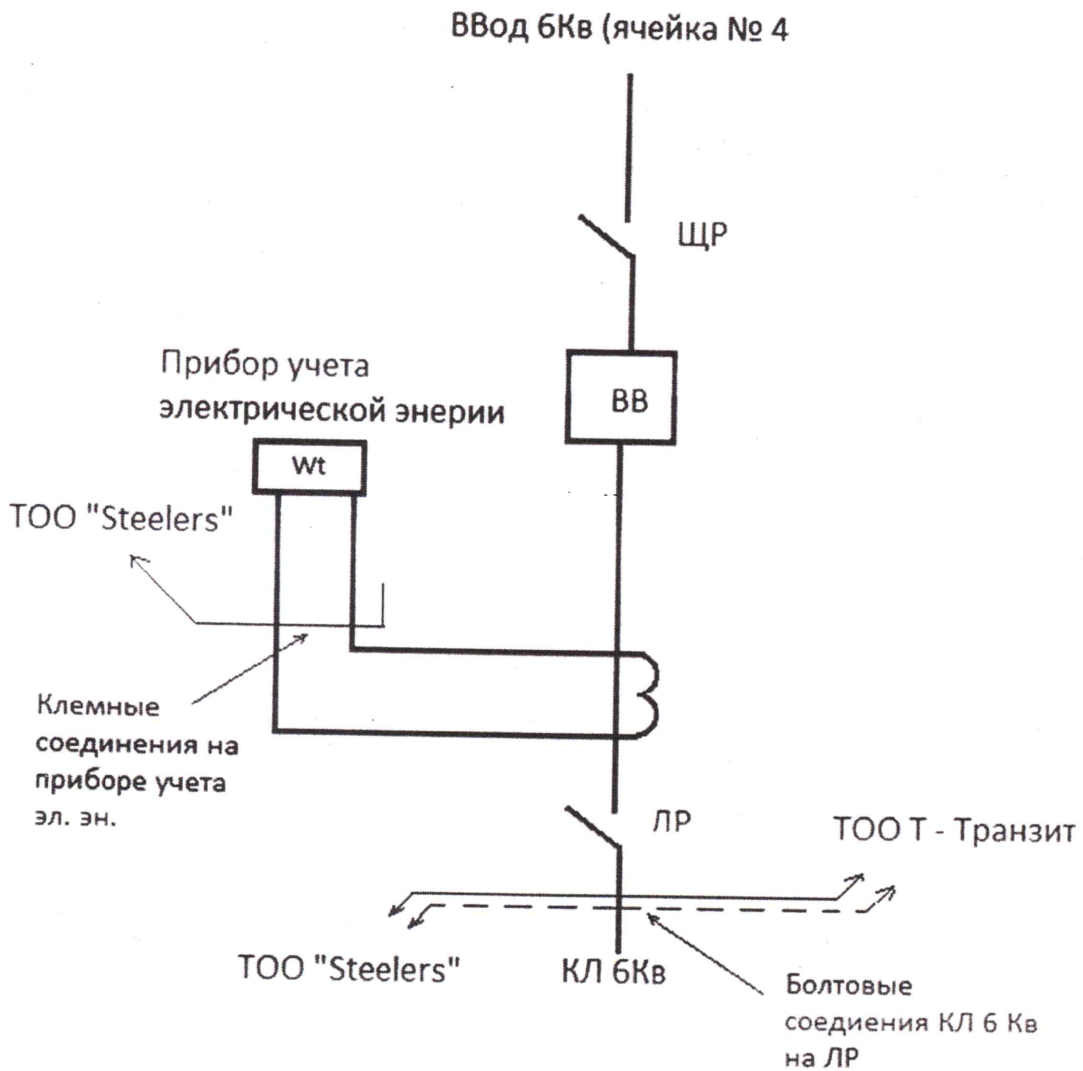 ВВод 6Кв (ячейка № 4
ЩР
Прибор учета
электрической энерии
ВВ
Wt
ТОО "Steelers"
Клемные
соединения на
приборе учета
эл. эн.
ЛР
ТОО Т - Транзит
ТОО "Steelers"
КЛ 6Кв
Болтовые
соедиения КЛ 6 Кв
на ЛР